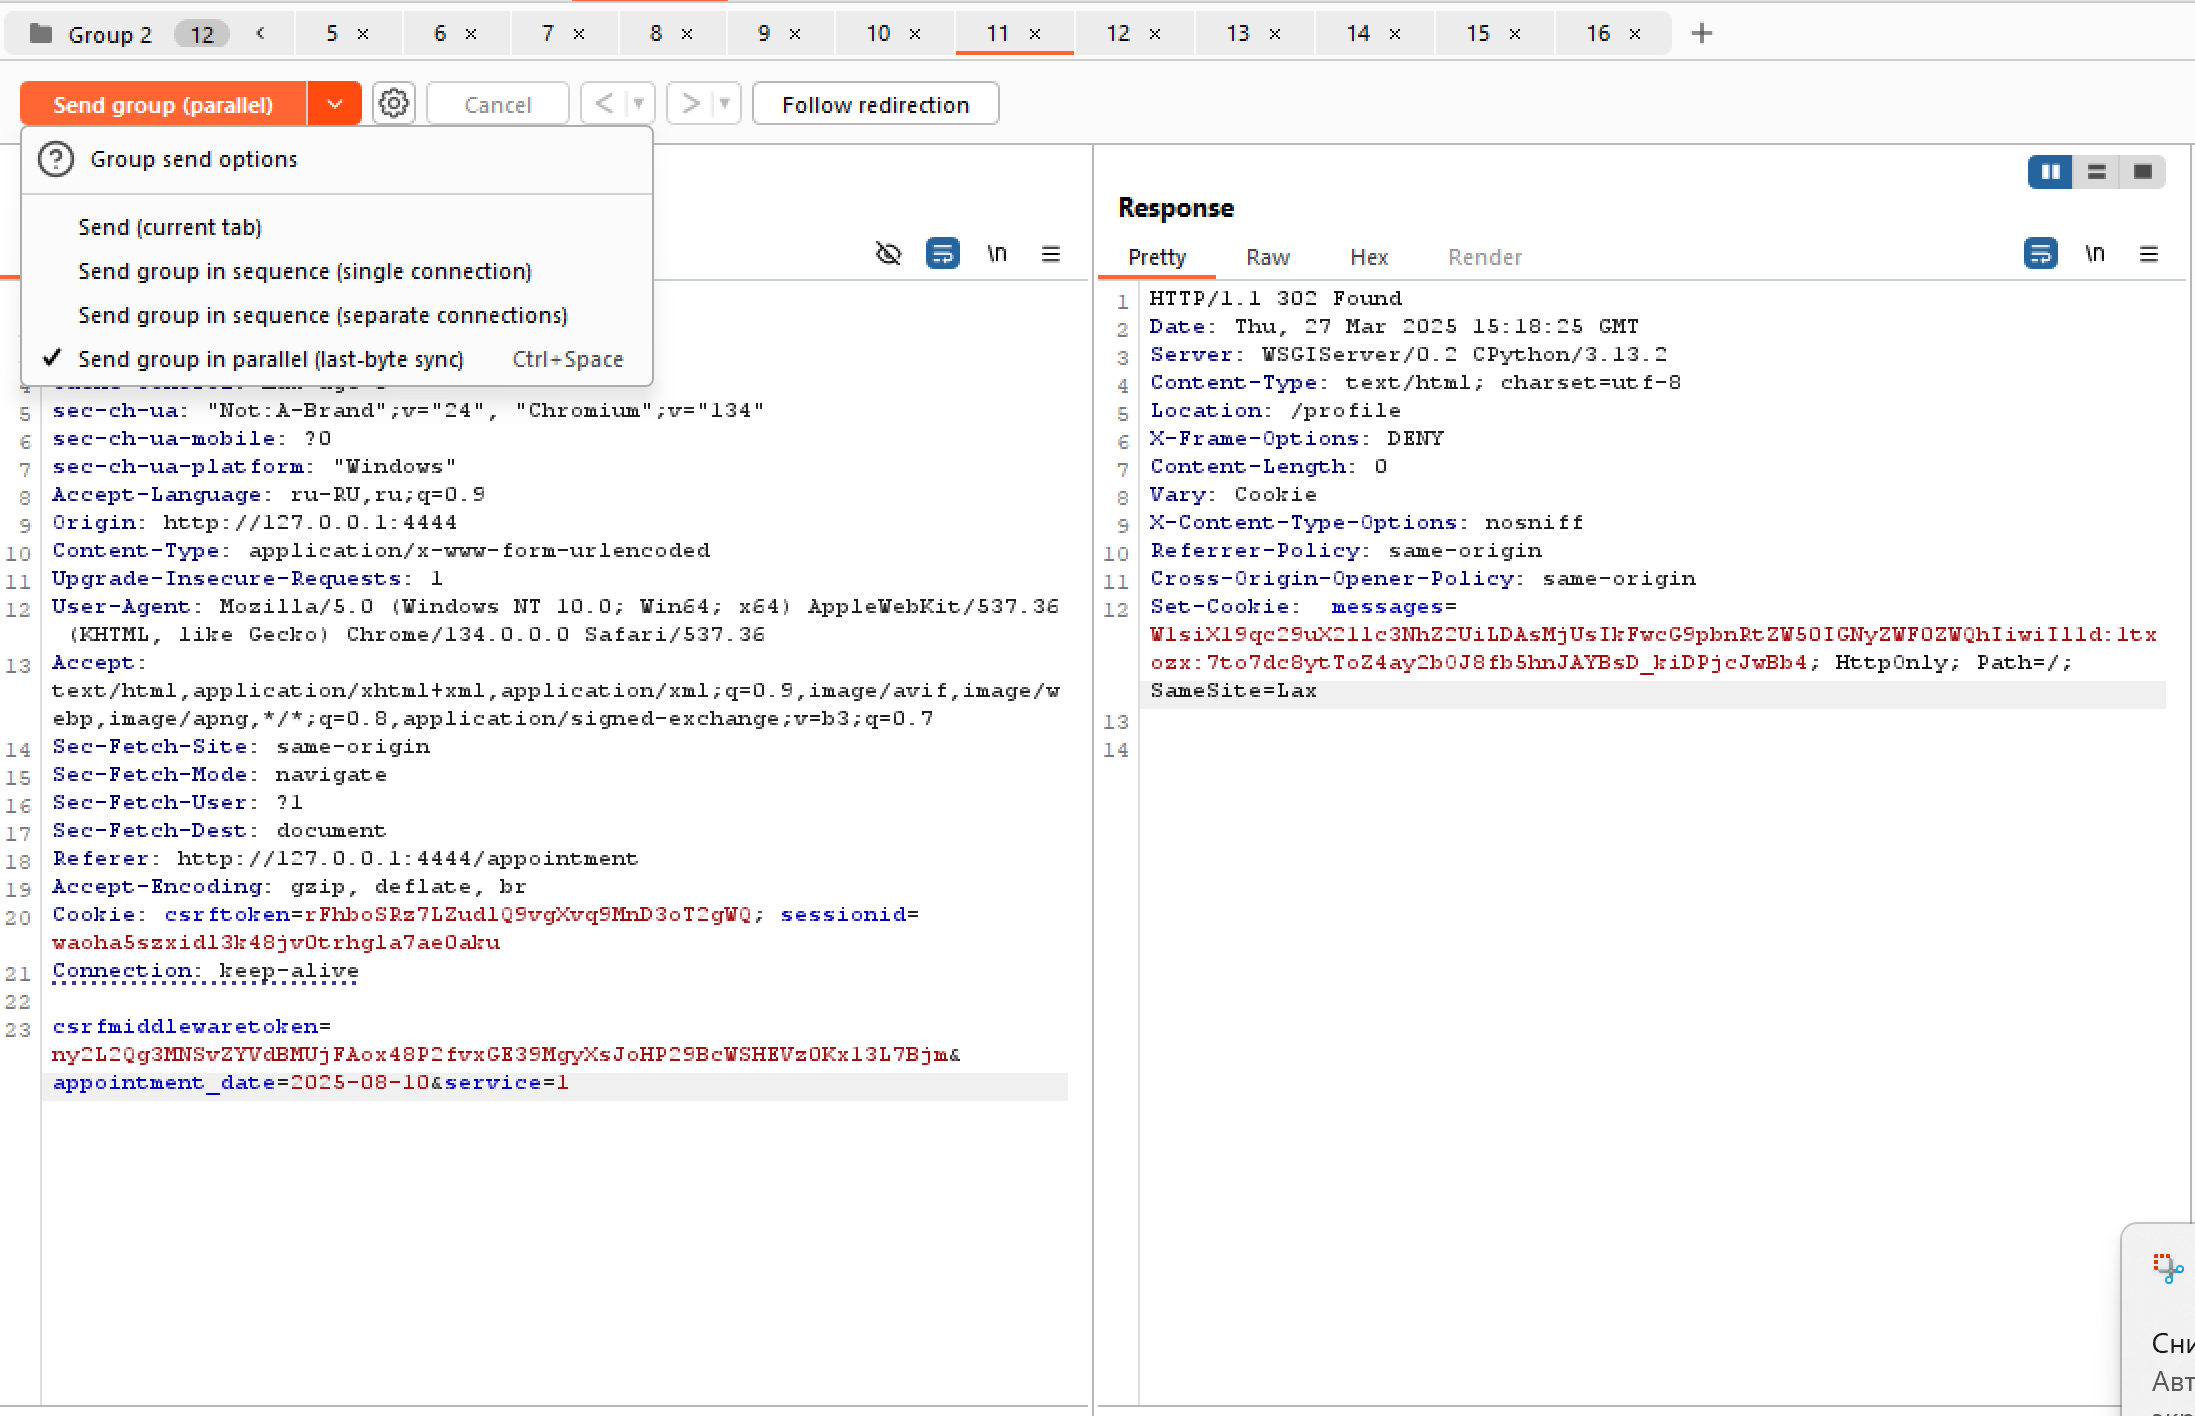 Group 2 12 5 6 7 8 9 10 11 12 13 14 15 16
Send group (parallel) Cancel Follow redirection
Group send options
Send (current tab)
Send group in sequence (single connection)
Send group in sequence (separate connections)
Send group in parallel (last-byte sync) Ctrl+Space
\n
4
5 sec-ch-ua: "Not:A-Brand";v="24", "Chromium";v="134"
6 sec-ch-ua-mobile: ?0
7 sec-ch-ua-platform: "Windows"
8 Accept-Language: ru-RU,ru;q=0.9
9 Origin: http://127.0.0.1:4444
10 Content-Type: application/x-www-form-urlencoded
11 Upgrade-Insecure-Requests: 1
12 User-Agent: Mozilla/5.0 (Windows NT 10.0; Win64; x64) AppleWebKit/537.36
(KHTML, like Gecko) Chrome/134.0.0.0 Safari/537.36
13 Accept:
text/html,application/xhtml+xml,application/xml;q=0.9,image/avif,image/w
ebp,image/apng,*/*;q=0.8,application/signed-exchange;v=b3;q=0.7
14 Sec-Fetch-Site: same-origin
15 Sec-Fetch-Mode: navigate
16 Sec-Fetch-User: ?1
17 Sec-Fetch-Dest: document
18 Referer: http://127.0.0.1:4444/appointment
19 Accept-Encoding: gzip, deflate, br
20 Cookie: csrftoken=rFhboSRz7LZudlQ9vgXvq9MnD3oT2gWQ; sessionid=
waoha5szxidl3k48jv0trhgla7ae0aku
21 Connection: keep-alive
22
23 csrfmiddlewaretoken=
ny2L2Qg3MNSvZYVdBMUjFAox48P2fvxGE39MgyXsJoHP29BcWSHEVz0Kx13L7Bjm&
appointment_date=2025-08-10&service=1
Response
Pretty Raw Hex Render \n
1 HTTP/1.1 302 Found
2 Date: Thu, 27 Mar 2025 15:18:25 GMT
3 Server: WSGIServer/0.2 CPython/3.13.2
4 Content-Type: text/html; charset=utf-8
5 Location: /profile
6 X-Frame-Options: DENY
7 Content-Length: 0
8 Vary: Cookie
9 X-Content-Type-Options: nosniff
10 Referrer-Policy: same-origin
11 Cross-Origin-Opener-Policy: same-origin
12 Set-Cookie: messages=
W1siX19qc29uX21lc3NhZ2UiLDAsMjUsIkFwcG9pbnRtZW50IGNyZWF0ZWQhIiwiIl1d:1tx
ozx:7to7dc8ytToZ4ay2b0J8fb5hnJAYBsD_kiDPjcJwBb4; HttpOnly; Path=/;
SameSite=Lax
13
14
Сни
Авт